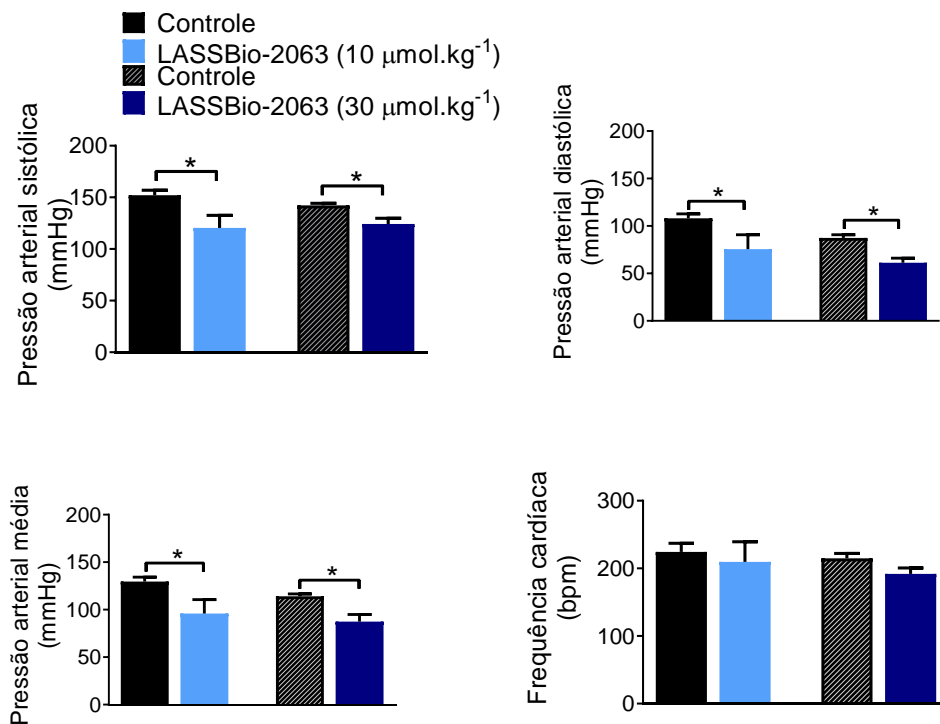 Controle
LASSBio-2063 (10 μmol.kg⁻¹)
Controle
LASSBio-2063 (30 μmol.kg⁻¹)
Pressão arterial sistólica
(mmHg)
200
150
100
50
0
*
*
Pressão arterial diastólica
(mmHg)
200
150
100
50
0
*
*
Pressão arterial média
(mmHg)
200
150
100
50
0
*
*
Frequência cardíaca
(bpm)
300
200
100
0